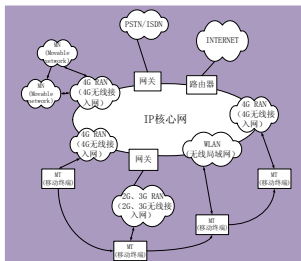 PSTN/ISDN
INTERNET
MN
(Movable
network)
MN
(Movable
network)
4G RAN
(4G无线接
入网)
网关
路由器
4G RAN
(4G无线接
入网)
IP核心网
4G RAN
(4G无线接
入网)
WLAN
(无线局域网)
网关
MT
(移动终端)
MT
(移动终端)
2G、3G RAN
(2G、3G无线接
入网)
MT
(移动终端)
MT
(移动终端)